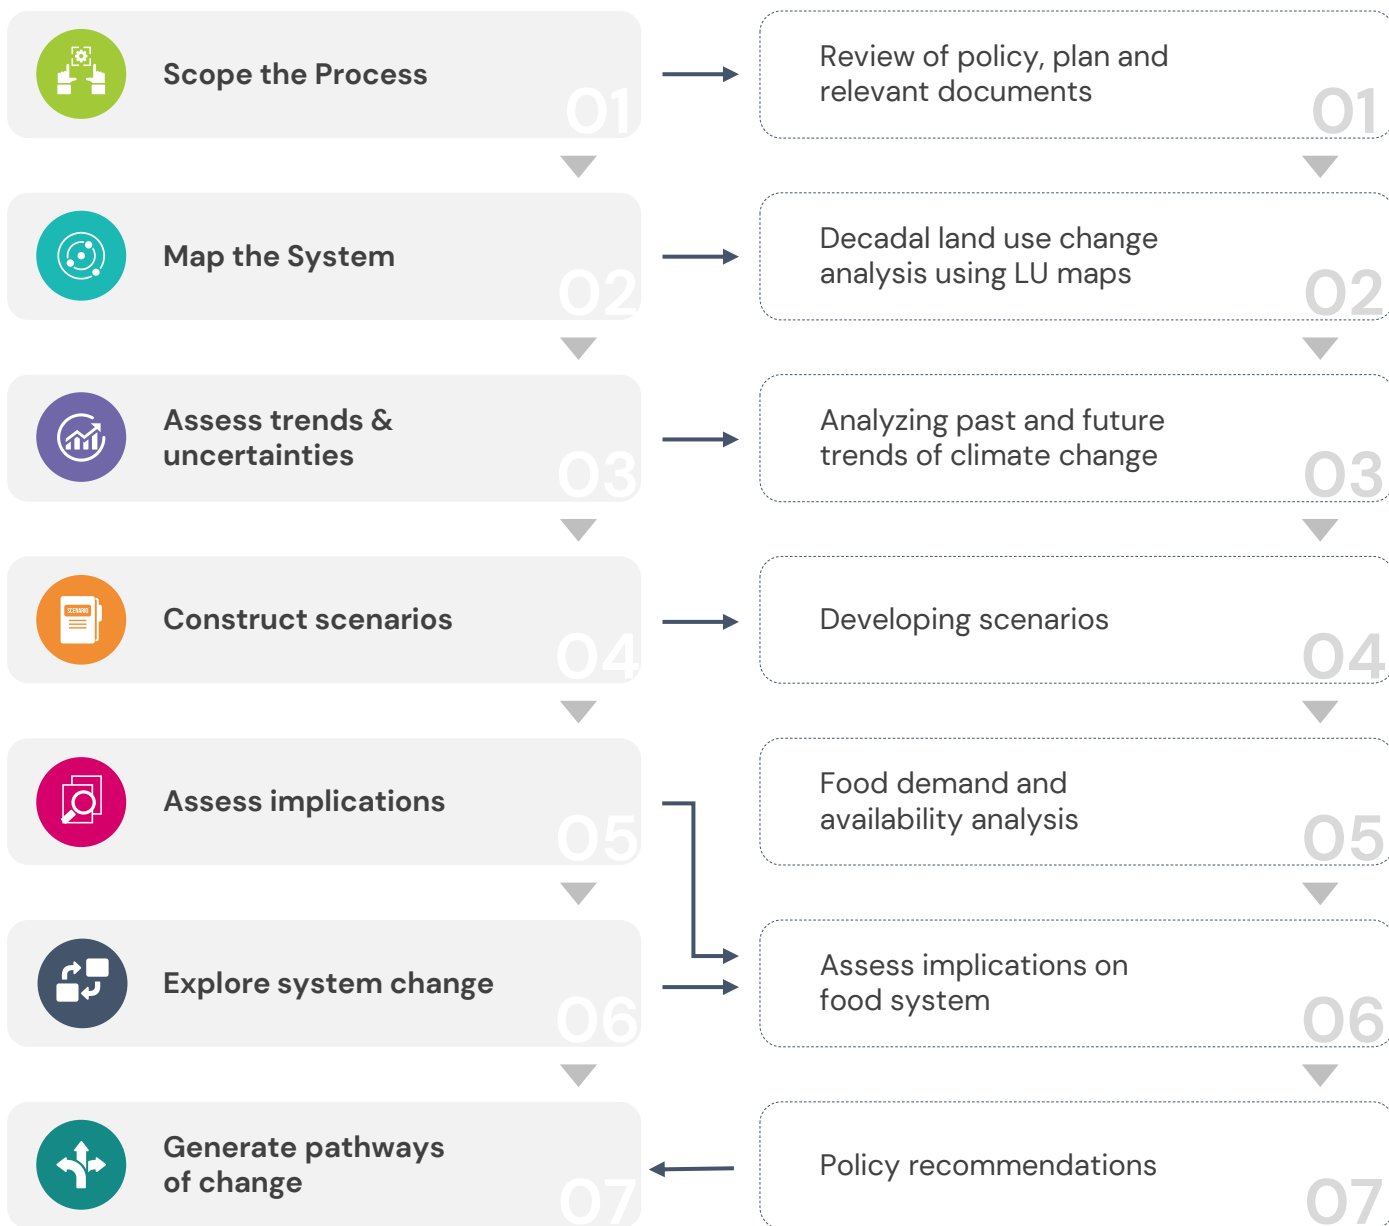 Scope the Process
01
Review of policy, plan and
relevant documents
01
Map the System
02
Decadal land use change
analysis using LU maps
02
Assess trends &
uncertainties
03
Analyzing past and future
trends of climate change
03
SCENARIO
Construct scenarios
04
Developing scenarios
04
Assess implications
05
Food demand and
availability analysis
05
Explore system change
06
Assess implications on
food system
06
Generate pathways
of change
07
Policy recommendations
07